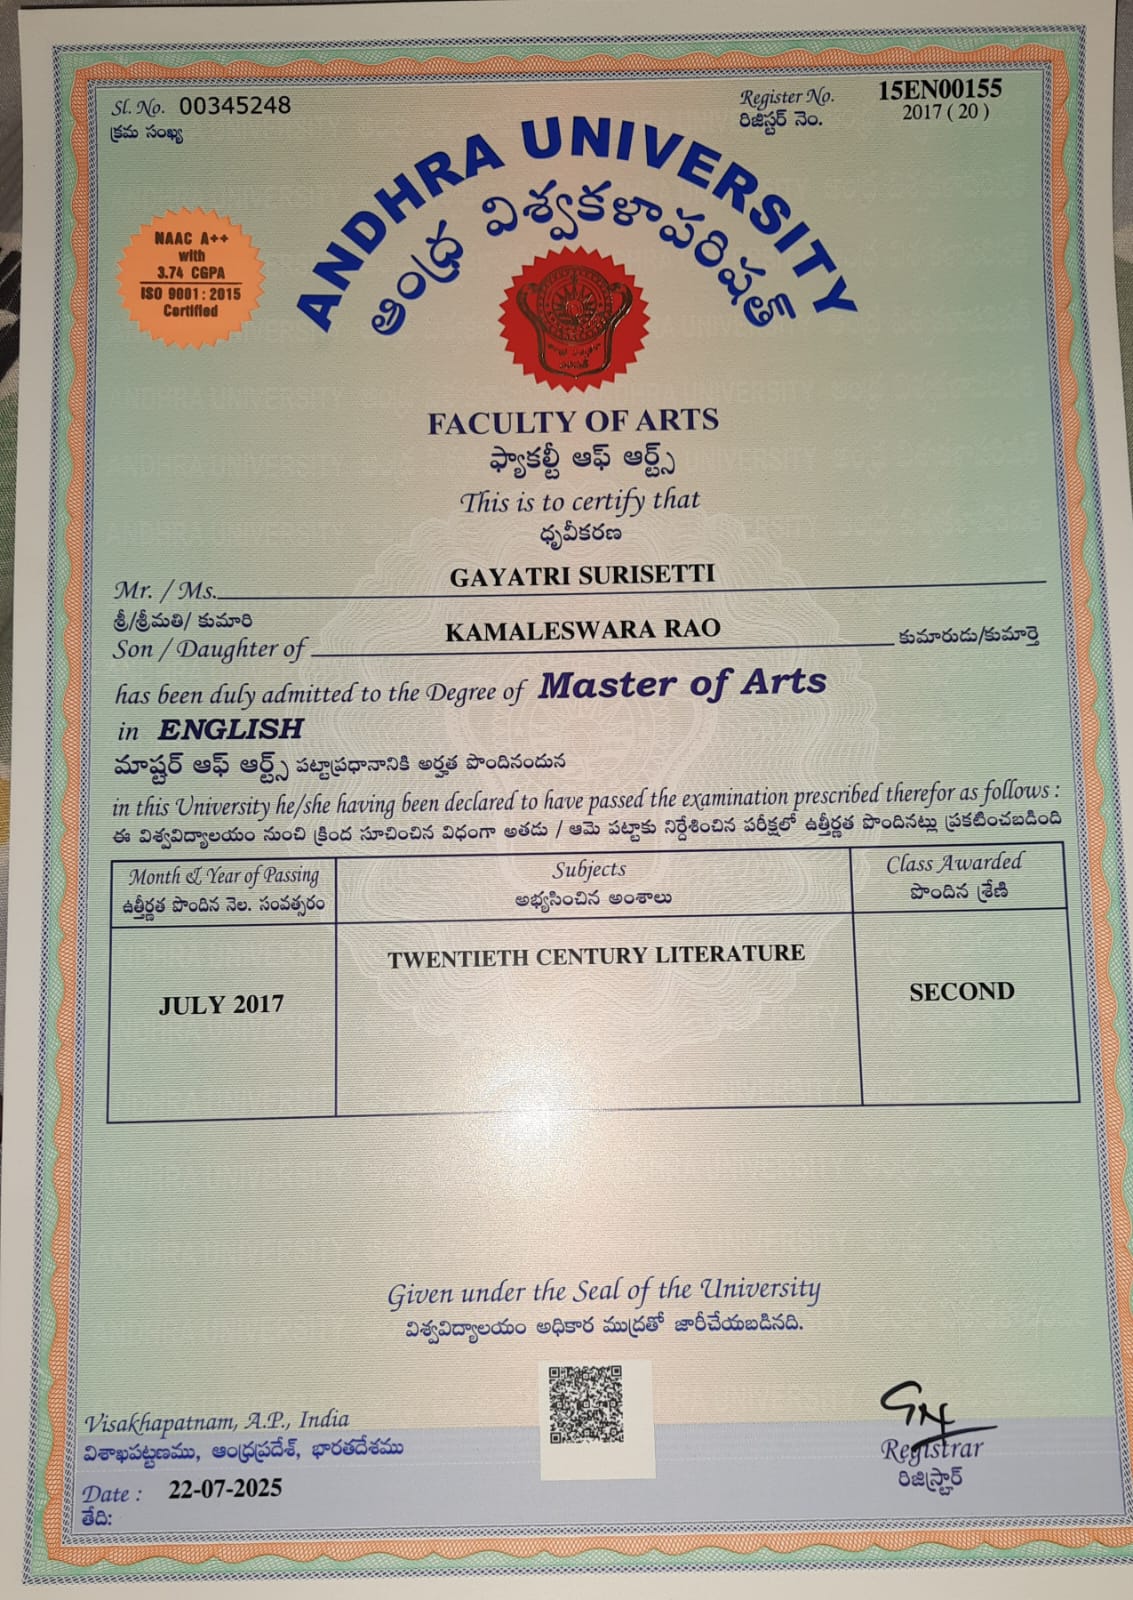 Sl. No. 00345248
క్రమ సంఖ్య
Register No. 15EN00155
రిజిస్టర్ నెం. 2017 ( 20 )
ANDHRA UNIVERSITY
ఆంధ్ర విశ్వకళాపరిషత్
NAAC A++
with
3.74 CGPA
ISO 9001 : 2015
Certified
FACULTY OF ARTS
ఫ్యాకల్టీ ఆఫ్ ఆర్ట్స్
This is to certify that
ధృవీకరణ
Mr. / Ms. GAYATRI SURISETTI
శ్రీ/శ్రీమతి/ కుమారి
Son / Daughter of KAMALESWARA RAO కుమారుడు/కుమార్తె
has been duly admitted to the Degree of Master of Arts
in ENGLISH
మాష్టర్ ఆఫ్ ఆర్ట్స్ పట్టాప్రధానానికి అర్హత పొందినందున
in this University he/she having been declared to have passed the examination prescribed therefor as follows :
ఈ విశ్వవిద్యాలయం నుంచి క్రింద సూచించిన విధంగా అతడు / ఆమె పట్టాకు నిర్దేశించిన పరీక్షలో ఉత్తీర్ణత పొందినట్లు ప్రకటించబడింది
Month & Year of Passing Subjects Class Awarded
ఉత్తీర్ణత పొందిన నెల. సంవత్సరం అభ్యసించిన అంశాలు పొందిన శ్రేణి
TWENTIETH CENTURY LITERATURE
JULY 2017 SECOND
Given under the Seal of the University
విశ్వవిద్యాలయం అధికార ముద్రతో జారీచేయబడినది.
Visakhapatnam, A.P., India
విశాఖపట్టణము, ఆంధ్రప్రదేశ్, భారతదేశము
Registrar
రిజిస్ట్రార్
Date : 22-07-2025
తేది: